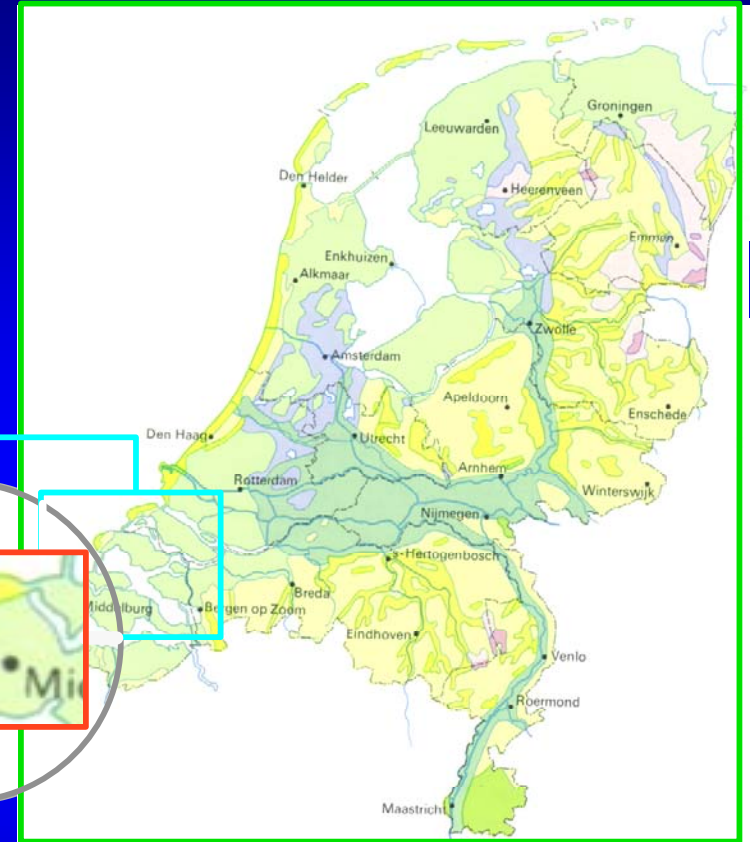 Groningen
Leeuwarden
Den Helder
Heerenveen
Emmen
Enkhuizen
Alkmaar
Zwolle
Amsterdam
Apeldoorn
Enschede
Den Haag
Utrecht
Arnhem
Rotterdam
Winterswijk
Nijmegen
s-Hertogenbosch
Breda
Middelburg
Bergen op Zoom
Eindhoven
Venlo
Mi
Roermond
Maastricht